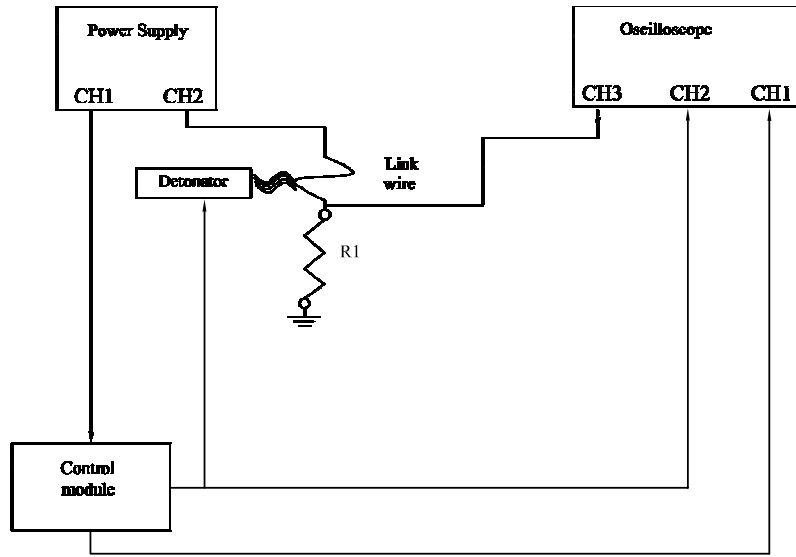 Power Supply
CH1 CH2
Oscilloscope
CH3 CH2 CH1
Link
wire
Detonator
R1
Control
module